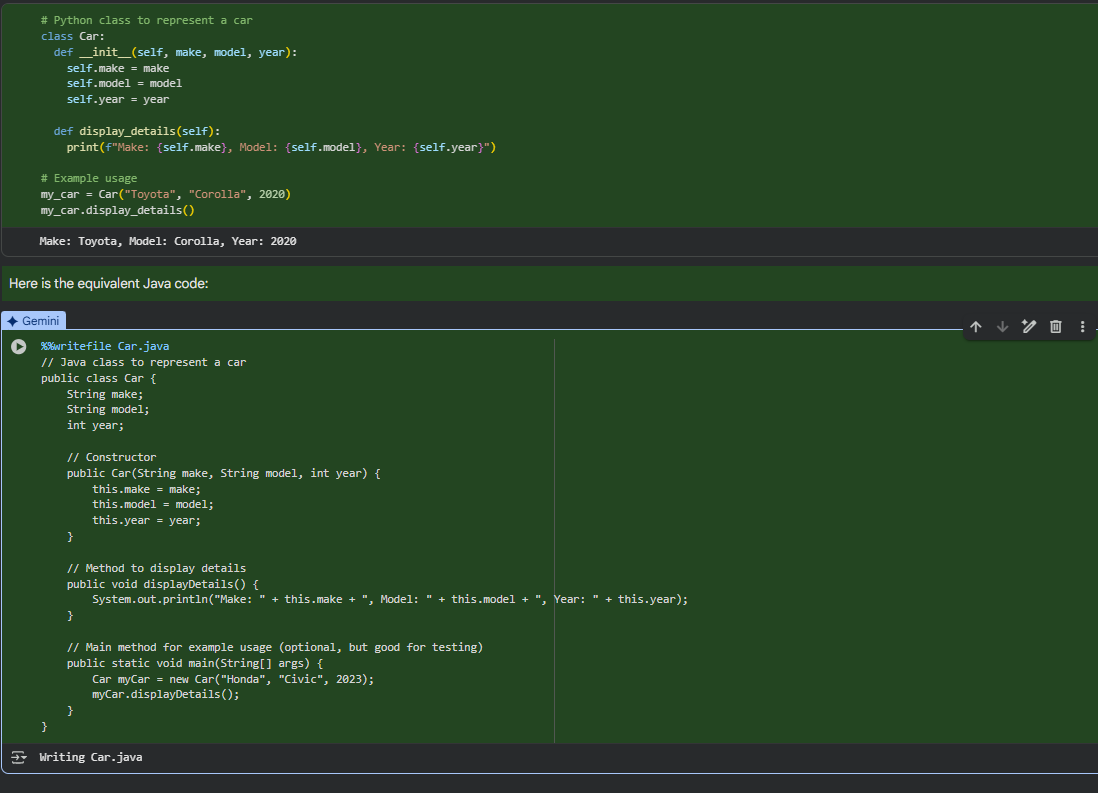 # Python class to represent a car
class Car:
  def __init__(self, make, model, year):
    self.make = make
    self.model = model
    self.year = year

  def display_details(self):
    print(f"Make: {self.make}, Model: {self.model}, Year: {self.year}")

# Example usage
my_car = Car("Toyota", "Corolla", 2020)
my_car.display_details()
Make: Toyota, Model: Corolla, Year: 2020
Here is the equivalent Java code:
Gemini
%%writefile Car.java
// Java class to represent a car
public class Car {
    String make;
    String model;
    int year;

    // Constructor
    public Car(String make, String model, int year) {
        this.make = make;
        this.model = model;
        this.year = year;
    }

    // Method to display details
    public void displayDetails() {
        System.out.println("Make: " + this.make + ", Model: " + this.model + ", Year: " + this.year);
    }

    // Main method for example usage (optional, but good for testing)
    public static void main(String[] args) {
        Car myCar = new Car("Honda", "Civic", 2023);
        myCar.displayDetails();
    }
}
Writing Car.java